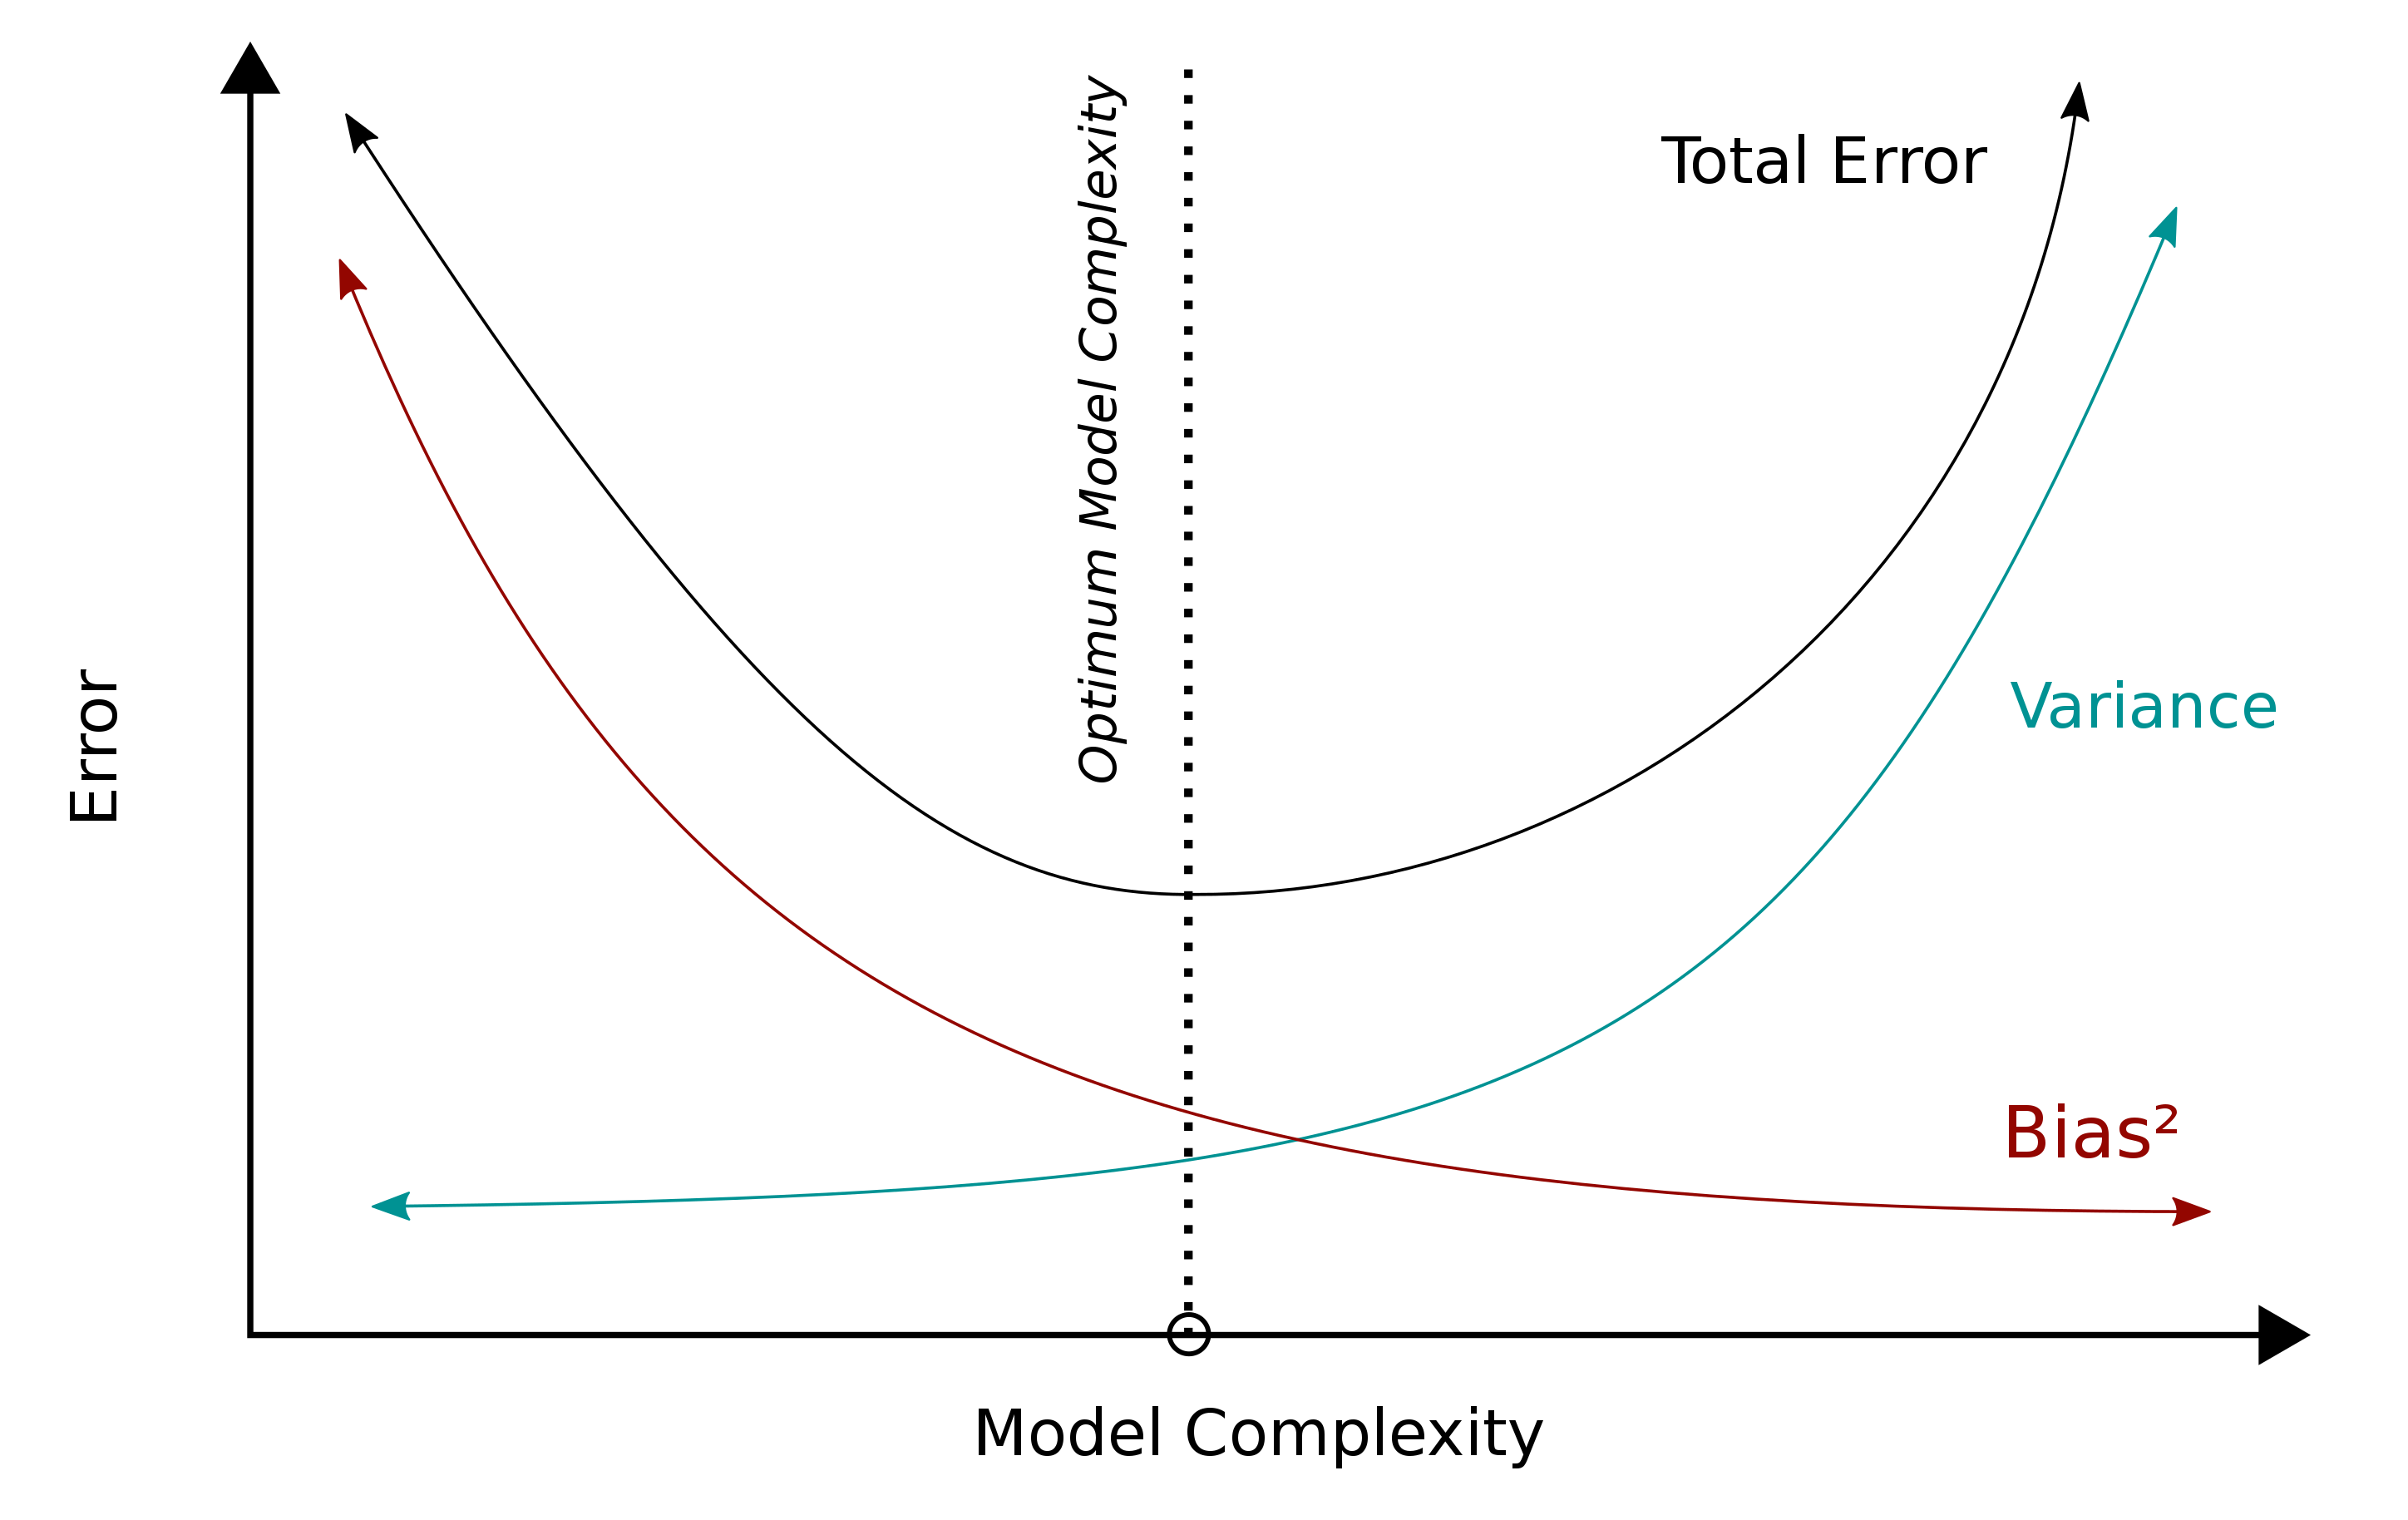 Optimum Model Complexity
Total Error
Error
Variance
Bias²
Model Complexity